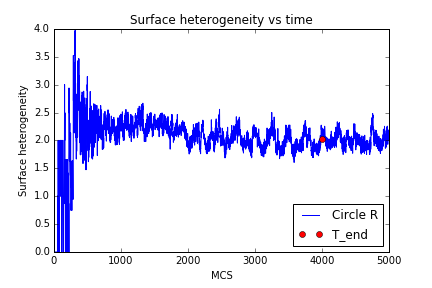 Surface heterogeneity vs time
4.0
3.5
3.0
2.5
2.0
1.5
1.0
0.5
0.0
Surface heterogeneity
Circle R
T_end
0 1000 2000 3000 4000 5000
MCS